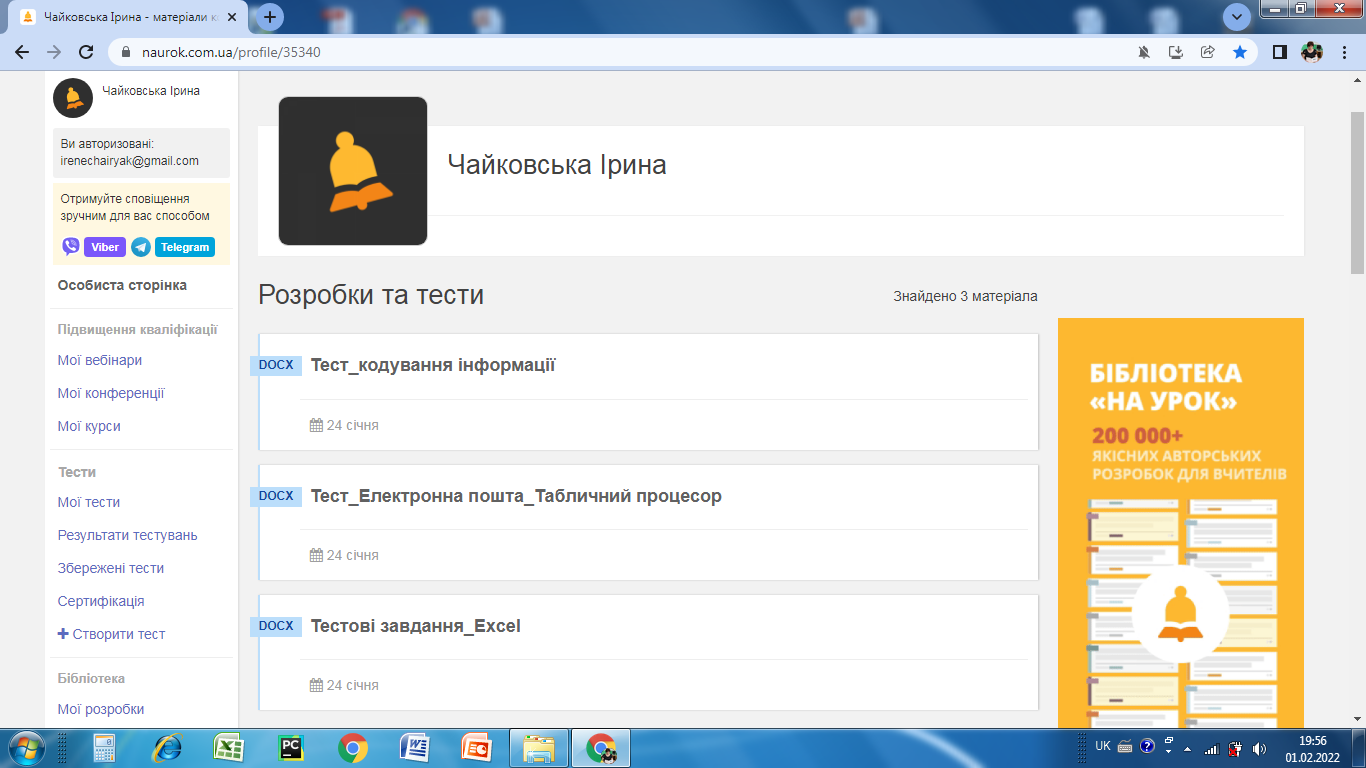 Чайковська Ірина - матеріали к
naurok.com.ua/profile/35340
Чайковська Ірина
Ви авторизовані:
irenechairyak@gmail.com
Отримуйте сповіщення
зручним для вас способом
Viber
Telegram
Особиста сторінка
Підвищення кваліфікації
Мої вебінари
Мої конференції
Мої курси
Тести
Мої тести
Результати тестувань
Збережені тести
Сертифікація
Створити тест
Бібліотека
Мої розробки
Чайковська Ірина
Розробки та тести
Знайдено 3 матеріала
DOCX
Тест_кодування інформації
24 січня
DOCX
Тест_Електронна пошта_Табличний процесор
24 січня
DOCX
Тестові завдання_Excel
24 січня
БІБЛІОТЕКА
«НА УРОК»
200 000+
ЯКІСНИХ АВТОРСЬКИХ
РОЗРОБОК ДЛЯ ВЧИТЕЛІВ
UK
19:56
01.02.2022